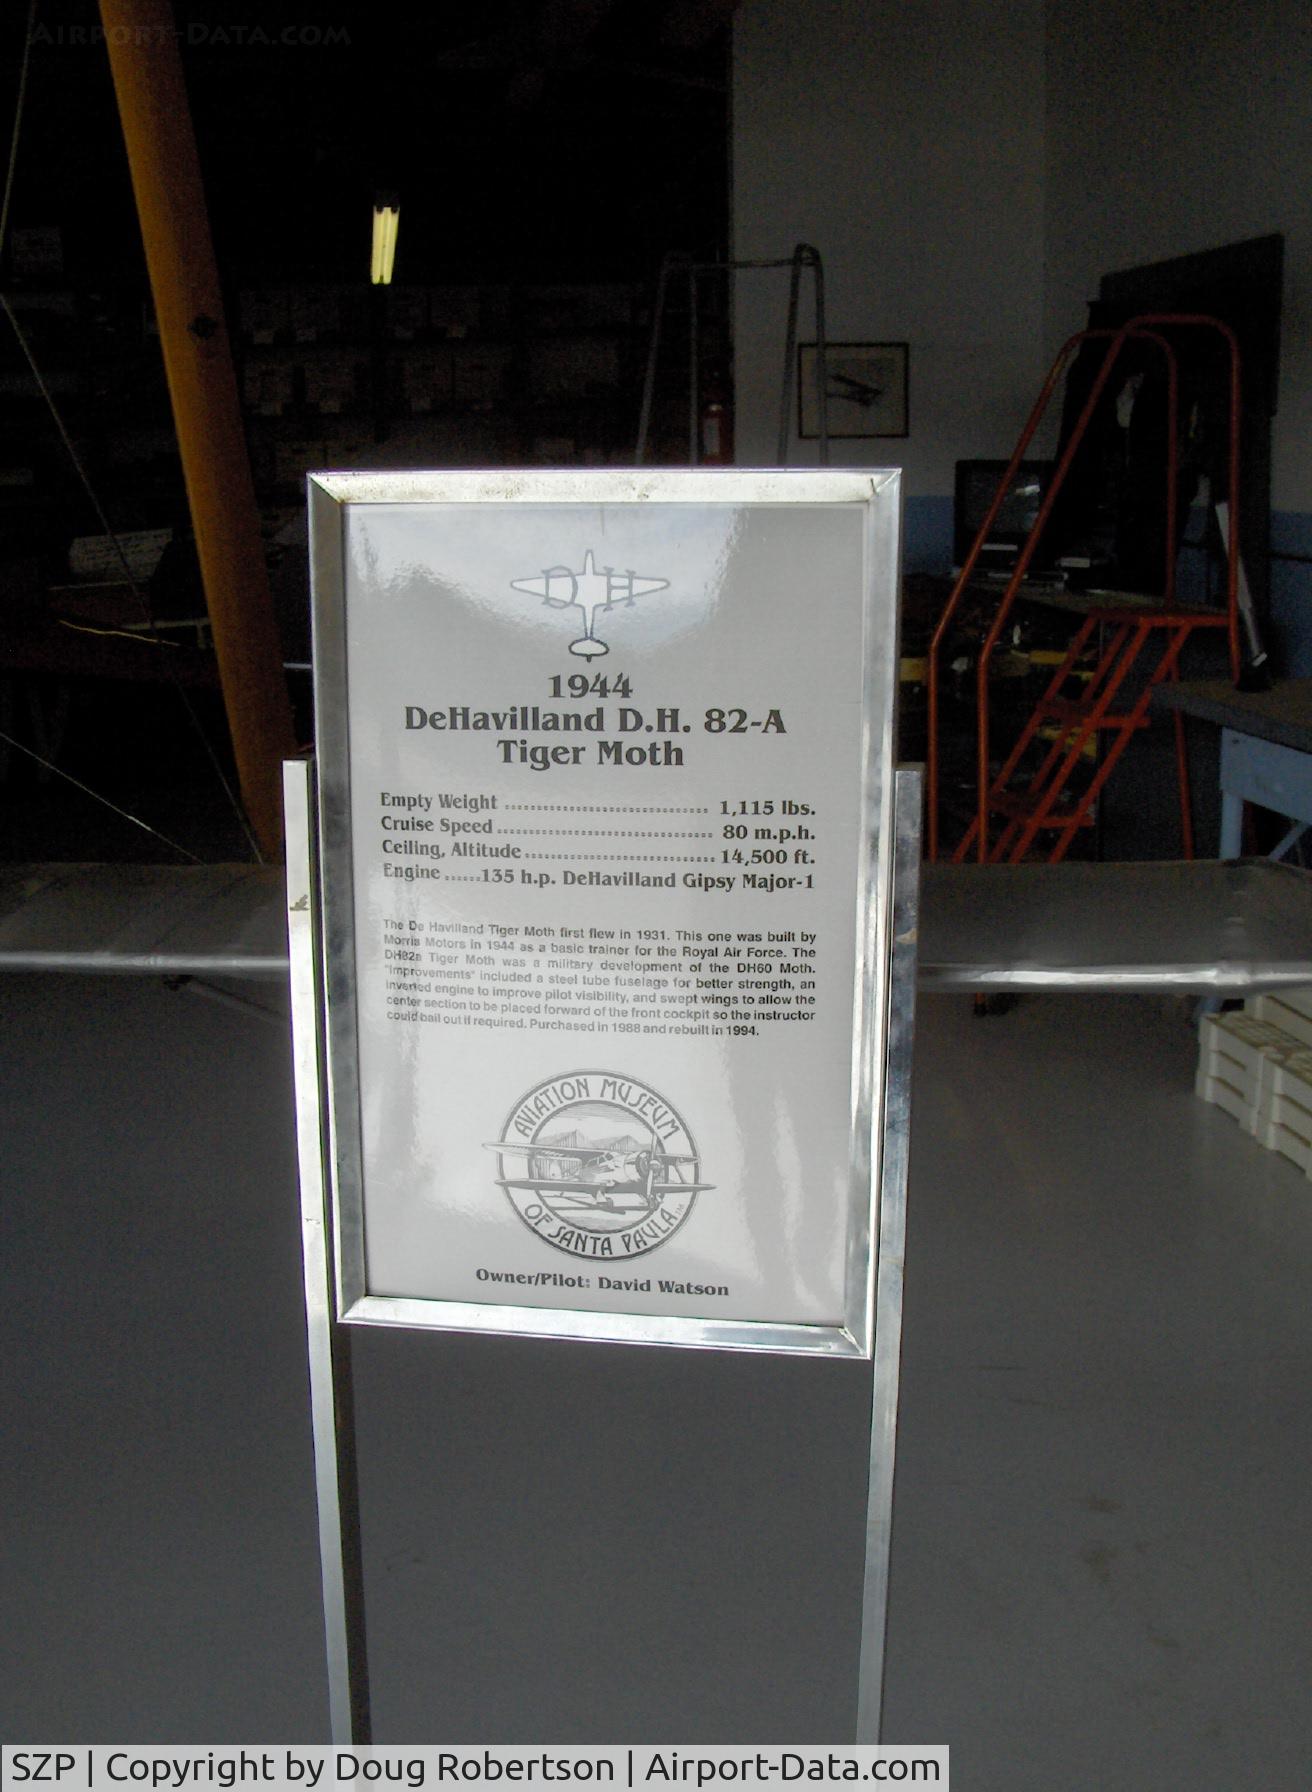 Airport-Data.com
DH
1944
DeHavilland D.H. 82-A
Tiger Moth
Empty Weight ................................ 1,115 lbs.
Cruise Speed .................................. 80 m.p.h.
Ceiling, Altitude .............................. 14,500 ft.
Engine ......135 h.p. DeHavilland Gipsy Major-1
The De Havilland Tiger Moth first flew in 1931. This one was built by
Morris Motors in 1944 as a basic trainer for the Royal Air Force. The
DH82a Tiger Moth was a military development of the DH60 Moth.
"Improvements" included a steel tube fuselage for better strength, an
inverted engine to improve pilot visibility, and swept wings to allow the
center section to be placed forward of the front cockpit so the instructor
could bail out if required. Purchased in 1988 and rebuilt in 1994.
AVIATION MUSEUM
OF SANTA PAULA TM
Owner/Pilot: David Watson
SZP | Copyright by Doug Robertson | Airport-Data.com